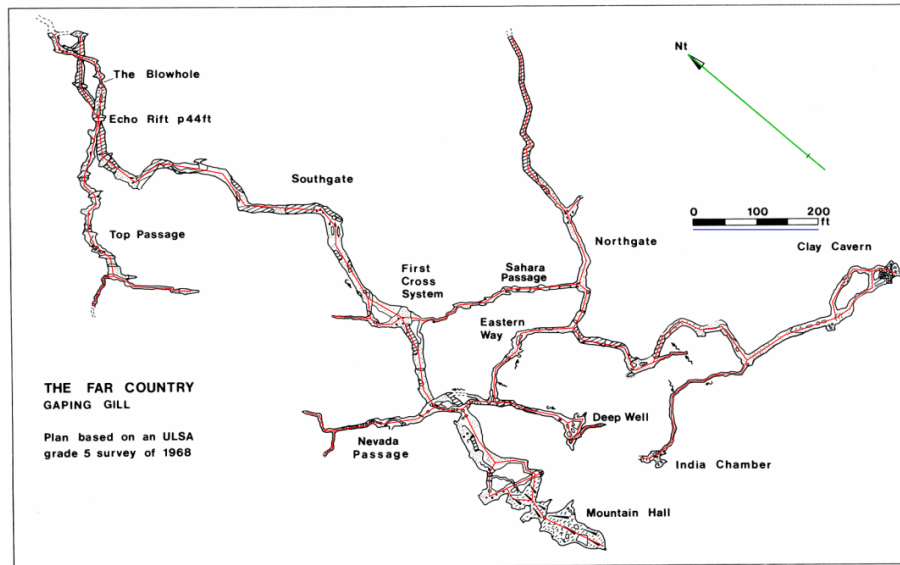 Nt
The Blowhole
Echo Rift p44ft
Southgate
0 100 200
ft
Northgate
Clay Cavern
Top Passage
First
Cross
System
Sahara
Passage
Eastern
Way
THE FAR COUNTRY
GAPING GILL
Plan based on an ULSA
grade 5 survey of 1968
Nevada
Passage
Deep Well
India Chamber
Mountain Hall